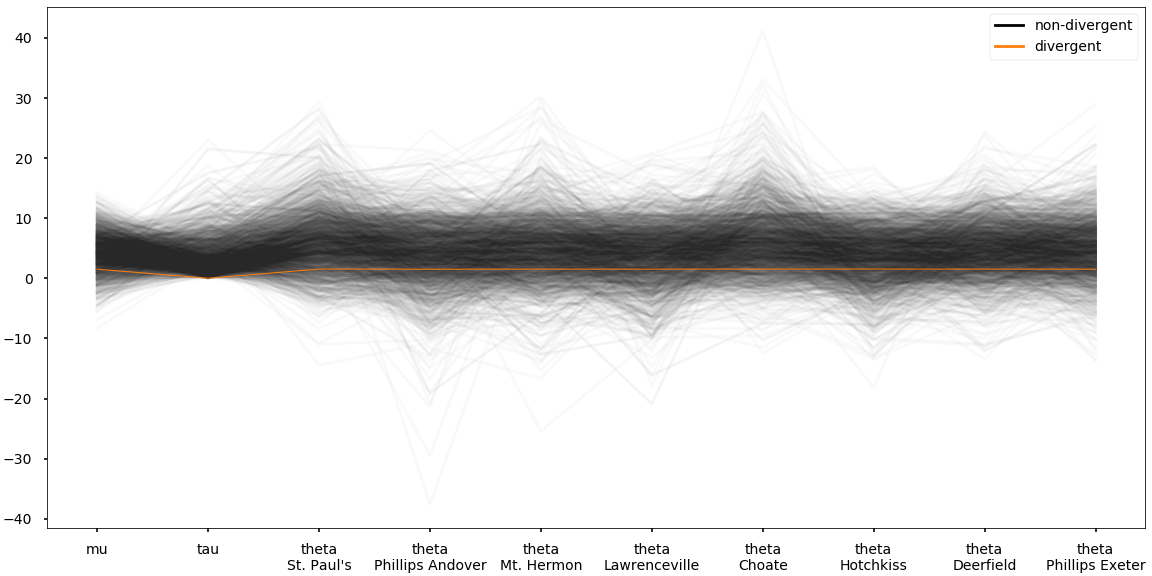 non-divergent
divergent
40
30
20
10
0
−10
−20
−30
−40
mu
tau
theta
St. Paul's
theta
Phillips Andover
theta
Mt. Hermon
theta
Lawrenceville
theta
Choate
theta
Hotchkiss
theta
Deerfield
theta
Phillips Exeter